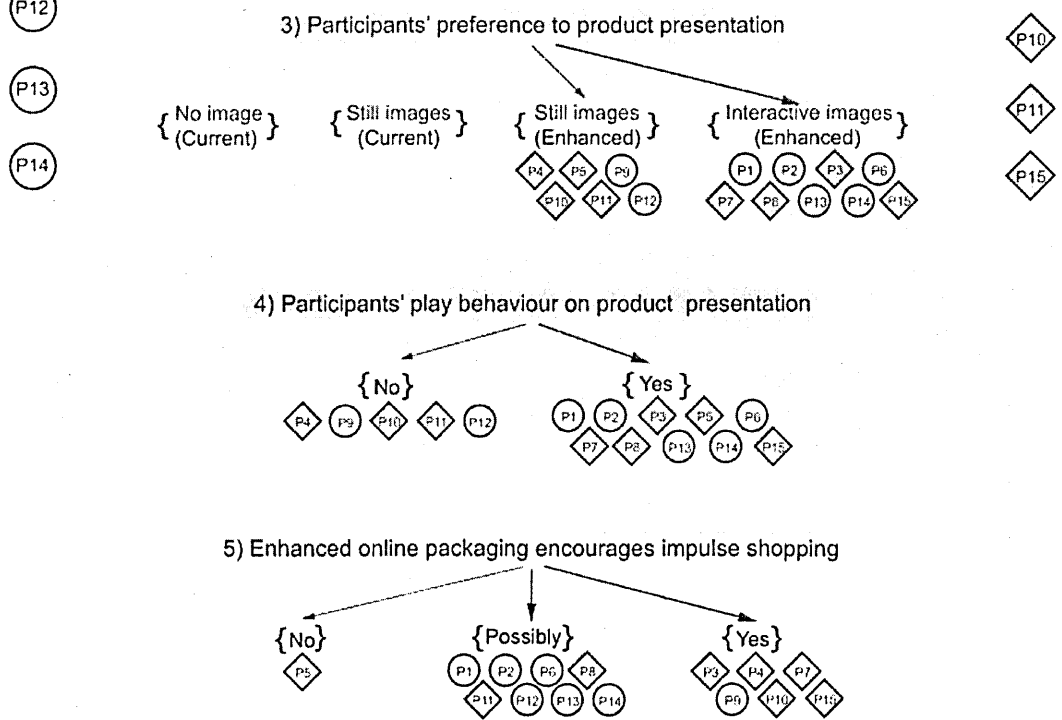 P12
P13
P14
P10
P11
P15
3) Participants' preference to product presentation
{ No image (Current) }
{ Still images (Current) }
{ Still images (Enhanced) }
P4 P5 P9
P10 P11 P12
{ Interactive images (Enhanced) }
P1 P2 P3 P6
P7 P8 P13 P14 P15
4) Participants' play behaviour on product presentation
{No}
P4 P9 P10 P11 P12
{Yes}
P1 P2 P3 P5 P6
P7 P8 P13 P14 P15
5) Enhanced online packaging encourages impulse shopping
{No}
P5
{Possibly}
P1 P2 P6 P8
P11 P12 P13 P14
{Yes}
P3 P4 P7
P9 P10 P15